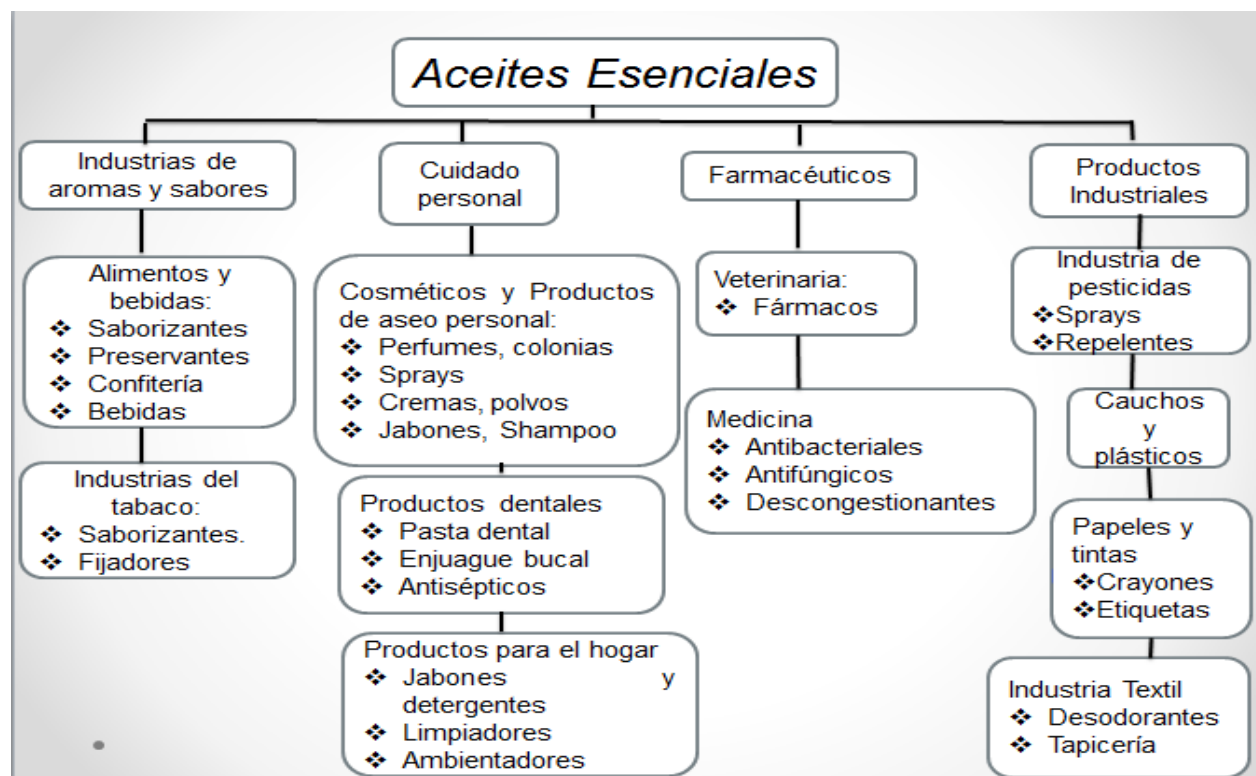 Aceites Esenciales
Industrias de
aromas y sabores
Alimentos y
bebidas:
❖ Saborizantes
❖ Preservantes
❖ Confitería
❖ Bebidas
Industrias del
tabaco:
❖ Saborizantes.
❖ Fijadores
Cuidado
personal
Cosméticos y Productos
de aseo personal:
❖ Perfumes, colonias
❖ Sprays
❖ Cremas, polvos
❖ Jabones, Shampoo
Productos dentales
❖ Pasta dental
❖ Enjuague bucal
❖ Antisépticos
Productos para el hogar
❖ Jabones y
detergentes
❖ Limpiadores
❖ Ambientadores
Farmacéuticos
Veterinaria:
❖ Fármacos
Medicina
❖ Antibacteriales
❖ Antifúngicos
❖ Descongestionantes
Productos
Industriales
Industria de
pesticidas
❖Sprays
❖Repelentes
Cauchos
y
plásticos
Papeles y
tintas
❖Crayones
❖Etiquetas
Industria Textil
❖ Desodorantes
❖ Tapicería